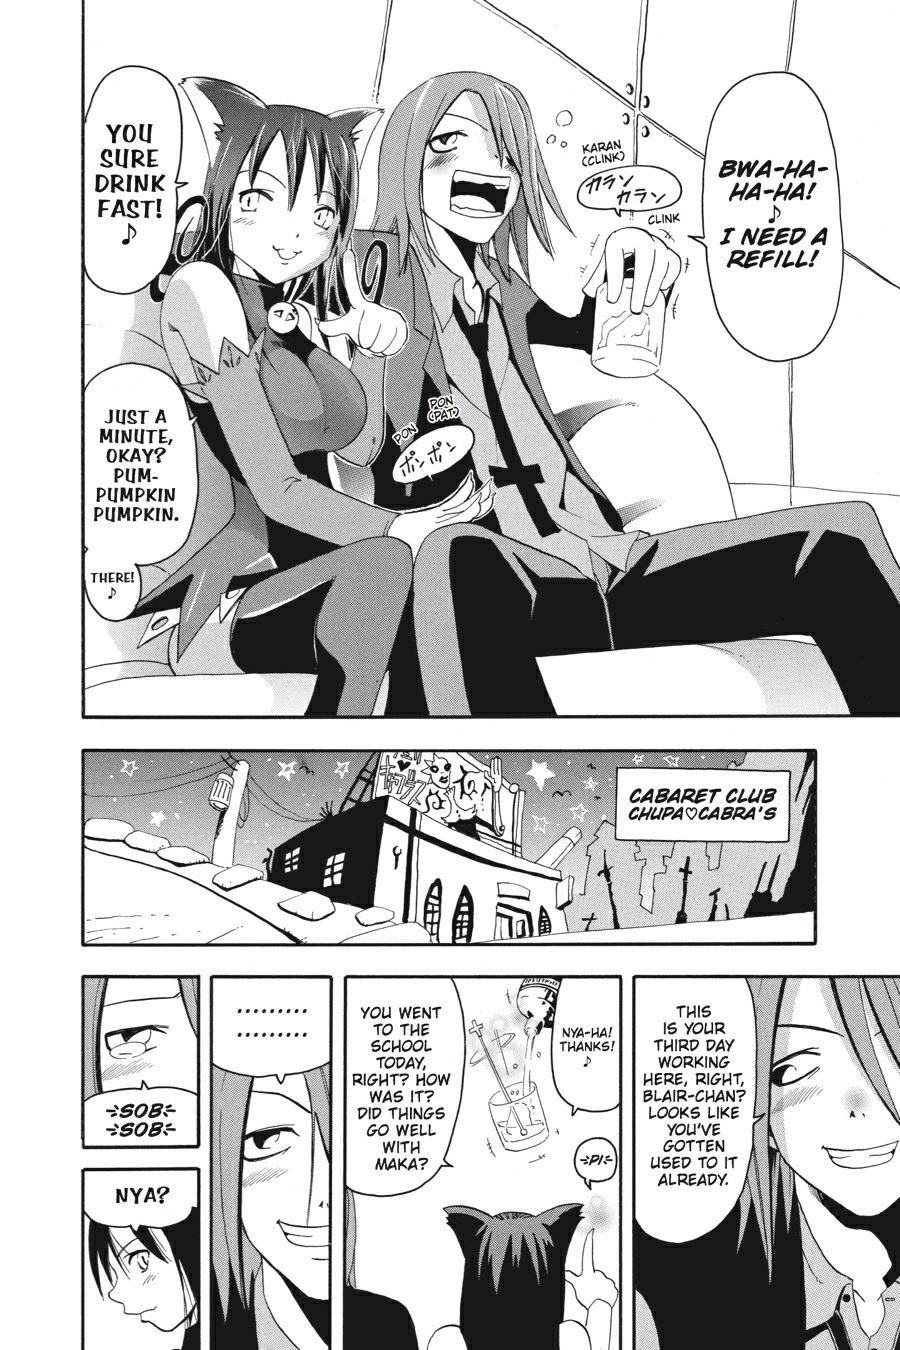 BWA-HA-
HA-HA!
♪
I NEED A
REFILL!
KARAN
(CLINK)
カラン
カラン
CLINK
YOU
SURE
DRINK
FAST!
♪
PON
(PAT)
PON
ポンポン
JUST A
MINUTE,
OKAY?
PUM-
PUMPKIN
PUMPKIN.
THERE!
♪
CABARET CLUB
CHUPA♡CABRA'S
THIS
IS YOUR
THIRD DAY
WORKING
HERE, RIGHT,
BLAIR-CHAN?
LOOKS LIKE
YOU'VE
GOTTEN
USED TO IT
ALREADY.
NYA-HA!
THANKS!
♪
PI
YOU WENT
TO THE
SCHOOL
TODAY,
RIGHT? HOW
WAS IT?
DID THINGS
GO WELL
WITH
MAKA?
.........
.........
SOB
SOB
NYA?